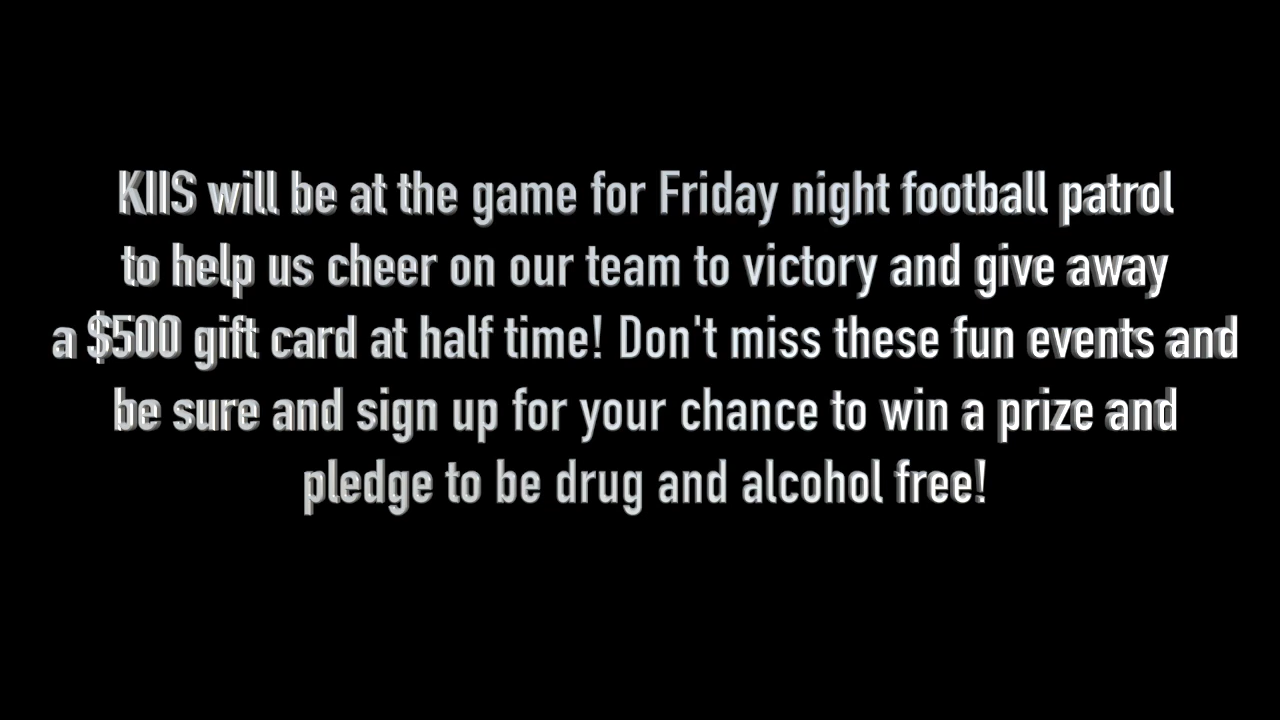 KIIS will be at the game for Friday night football patrol
to help us cheer on our team to victory and give away
a $500 gift card at half time! Don't miss these fun events and
be sure and sign up for your chance to win a prize and
pledge to be drug and alcohol free!